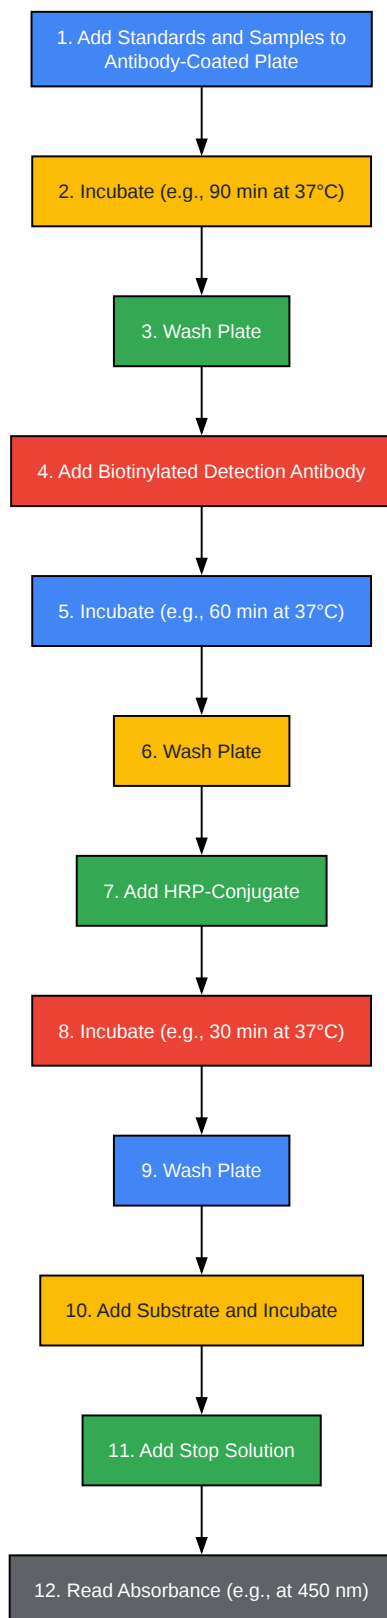 1. Add Standards and Samples to
Antibody-Coated Plate
2. Incubate (e.g., 90 min at 37°C)
3. Wash Plate
4. Add Biotinylated Detection Antibody
5. Incubate (e.g., 60 min at 37°C)
6. Wash Plate
7. Add HRP-Conjugate
8. Incubate (e.g., 30 min at 37°C)
9. Wash Plate
10. Add Substrate and Incubate
11. Add Stop Solution
12. Read Absorbance (e.g., at 450 nm)